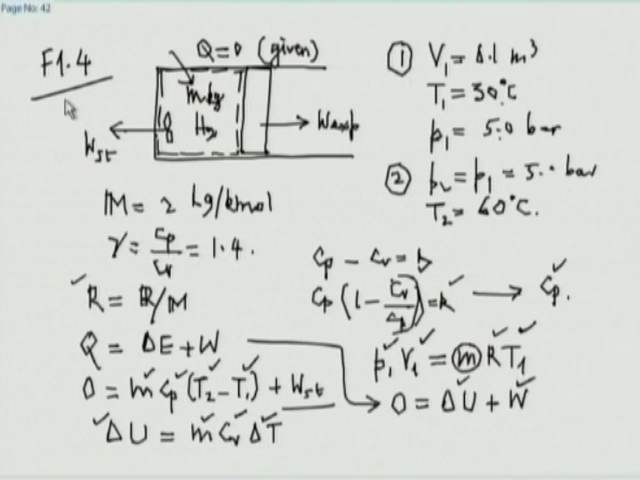 Page No: 42
F1.4
Q = 0 (given)
m kg
H₂
Wst
Wexp
① V₁ = 0.1 m³
T₁ = 30°C
p₁ = 5.0 bar
② p₂ = p₁ = 5.0 bar
T₂ = 60°C.
M = 2 kg/kmol
γ = cp/cv = 1.4.
R = R/M
Q = ΔE + W
0 = m cp (T₂ - T₁) + Wst
ΔU = m cv ΔT
cp - cv = R
cp (1 - cv/cp) = R → cp.
p₁ V₁ = m R T₁
0 = ΔU + W